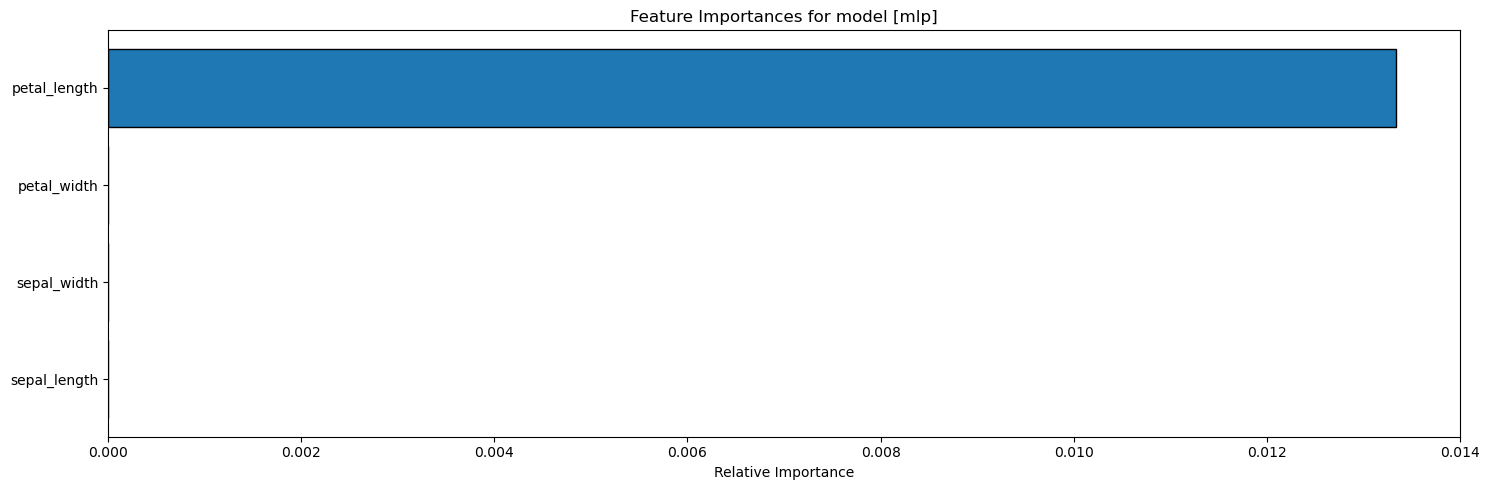 Feature Importances for model [mlp]
petal_length
petal_width
sepal_width
sepal_length
0.000 0.002 0.004 0.006 0.008 0.010 0.012 0.014
Relative Importance